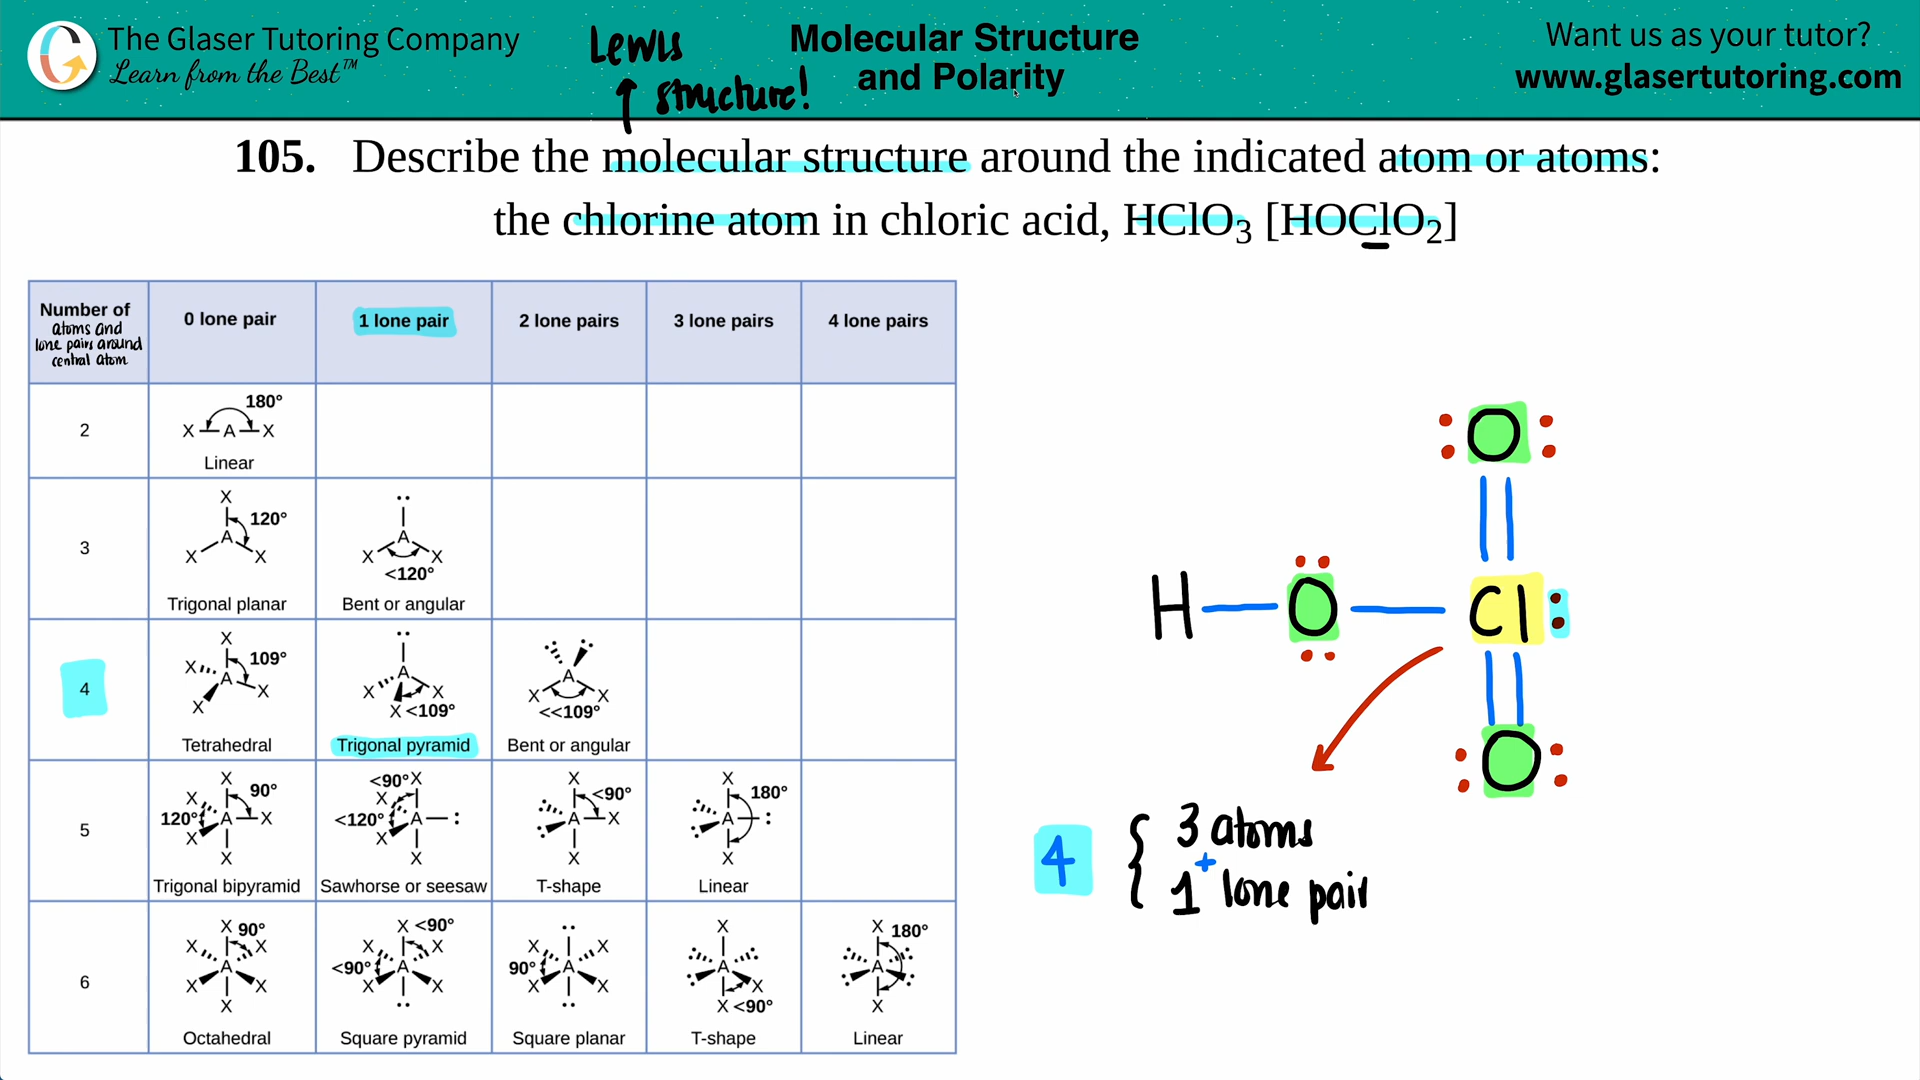 The Glaser Tutoring Company
Learn from the Best™
Lewis
structure!
Molecular Structure
and Polarity
Want us as your tutor?
www.glasertutoring.com
105. Describe the molecular structure around the indicated atom or atoms:
the chlorine atom in chloric acid, HClO₃ [HOClO₂]
Number of
atoms and
lone pairs around
central atom
0 lone pair
1 lone pair
2 lone pairs
3 lone pairs
4 lone pairs
2
180°
X A X
Linear
3
X
120°
A
X X
Trigonal planar
A
X X
<120°
Bent or angular
4
X
109°
X A
X
X
Tetrahedral
A
X X
X <109°
Trigonal pyramid
A
X X
<<109°
Bent or angular
5
X
90°
X
120° A X
X
X
Trigonal bipyramid
<90° X
X
<120° A
X
X
Sawhorse or seesaw
X
<90°
A X
X
T-shape
X
180°
A
X
Linear
6
X 90°
X X
A
X X
X
Octahedral
X <90°
X X
<90° A
X X
Square pyramid
X X
90° A
X X
Square planar
X
A
X
X <90°
T-shape
X 180°
A
X
Linear
O
H O Cl
O
4 { 3 atoms
+
1 lone pair